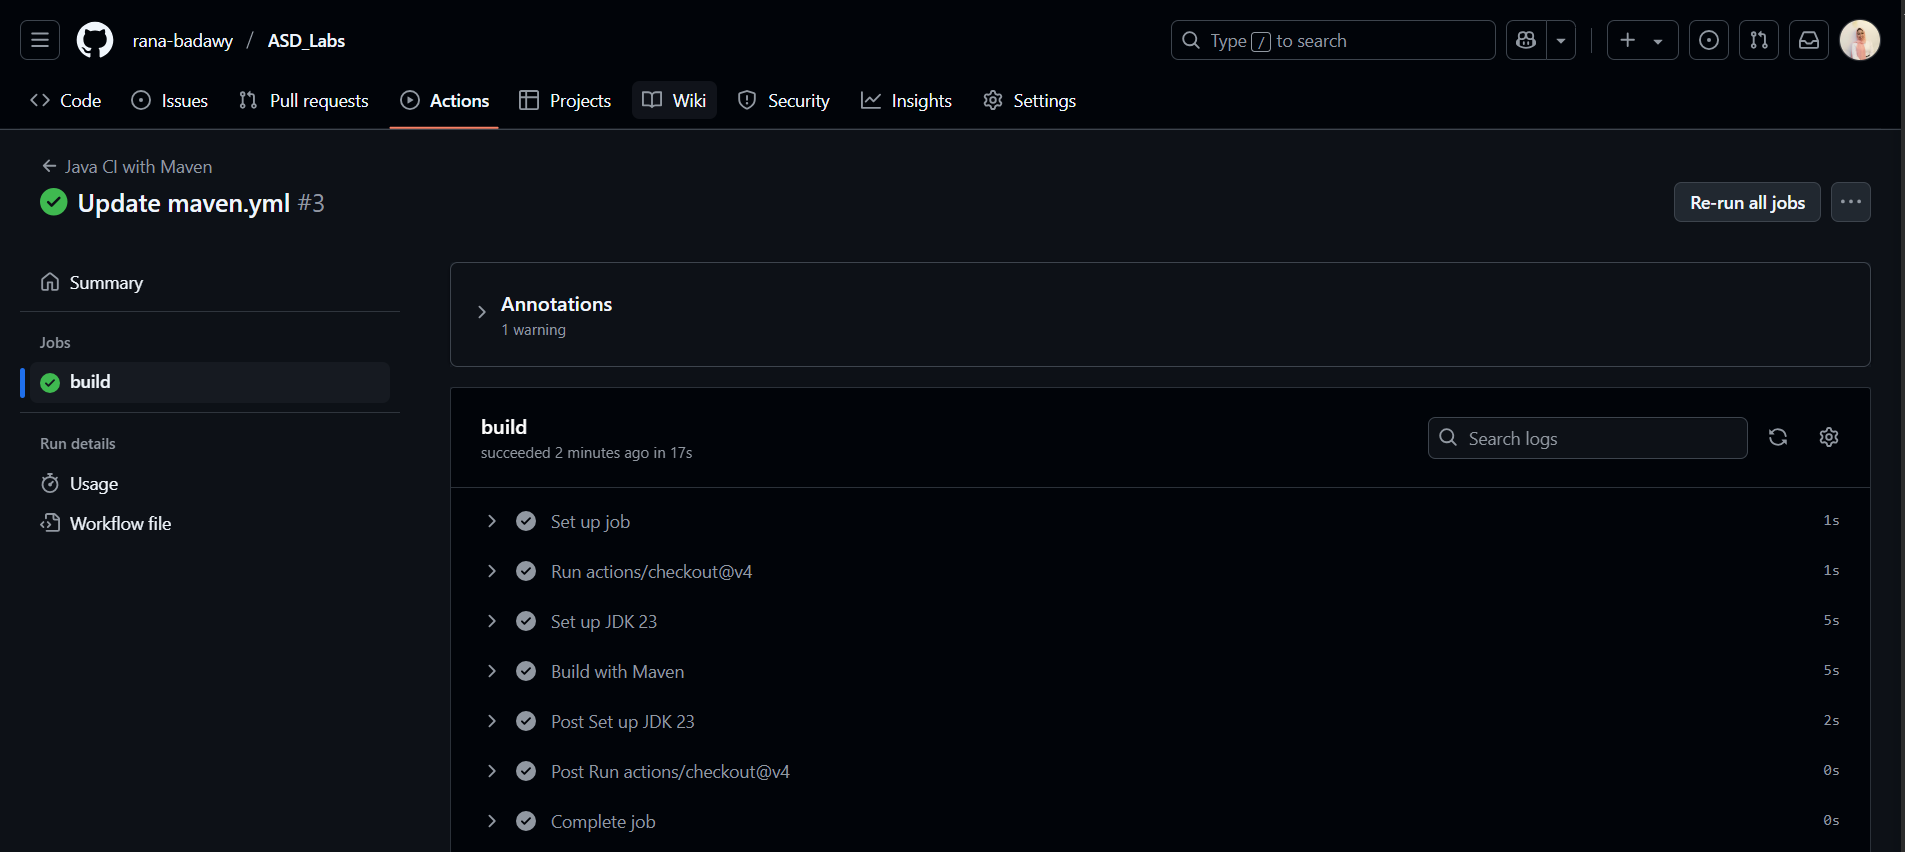 rana-badawy / ASD_Labs
Type / to search
Code
Issues
Pull requests
Actions
Projects
Wiki
Security
Insights
Settings
Java CI with Maven
Update maven.yml #3
Re-run all jobs
Summary
Jobs
build
Run details
Usage
Workflow file
Annotations
1 warning
build
succeeded 2 minutes ago in 17s
Search logs
Set up job 1s
Run actions/checkout@v4 1s
Set up JDK 23 5s
Build with Maven 5s
Post Set up JDK 23 2s
Post Run actions/checkout@v4 0s
Complete job 0s